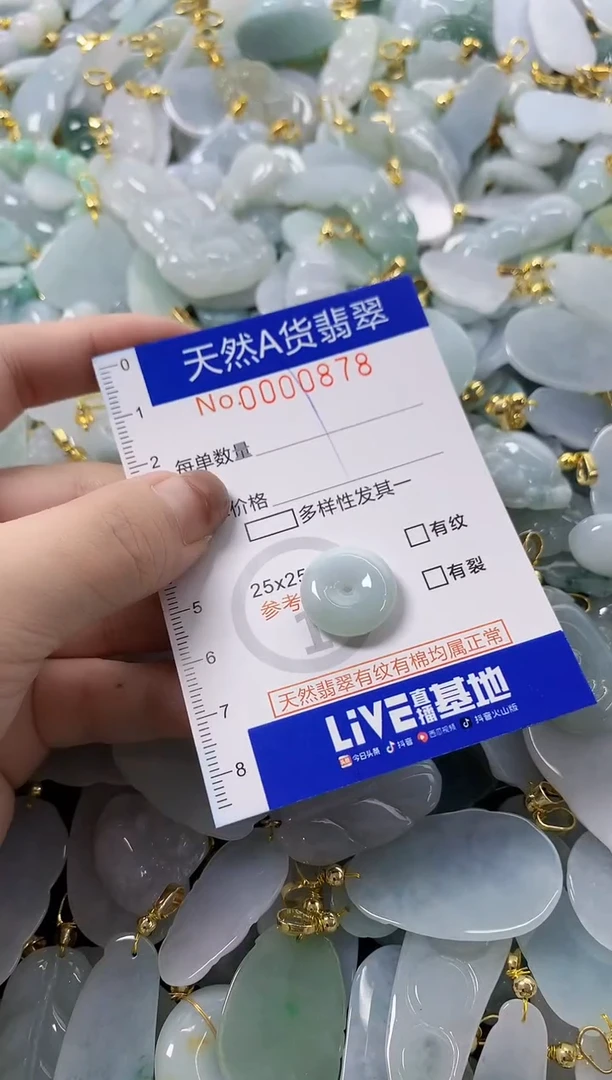 天然A货翡翠
No.0000878
0
1
2
每单数量
价格
多样性发其一
有纹
25x25
有裂
参考
5
6
天然翡翠有纹有棉均属正常
7
LiVE直播基地
8
今日头条 抖音 西瓜视频 抖音火山版